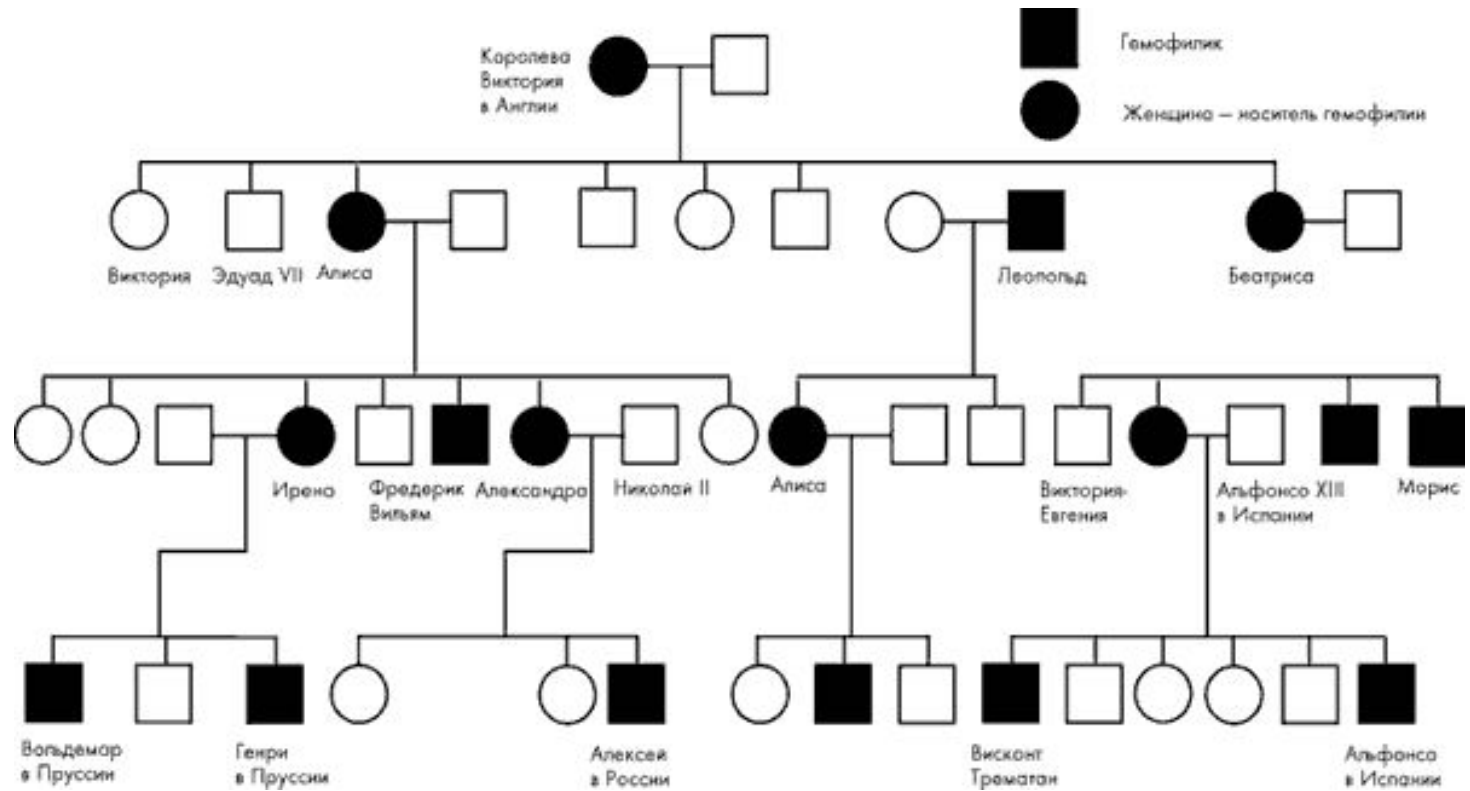 Королева
Виктория
в Англии
Гемофилик
Женщина – носитель гемофилии
Виктория
Эдуад VII
Алиса
Леопольд
Беатриса
Ирена
Фредерик
Вильям
Александра
Николай II
Алиса
Виктория-
Евгения
Альфонсо XIII
в Испании
Морис
Вольдемар
в Пруссии
Генри
в Пруссии
Алексей
в России
Висконт
Трематан
Альфонсо
в Испании